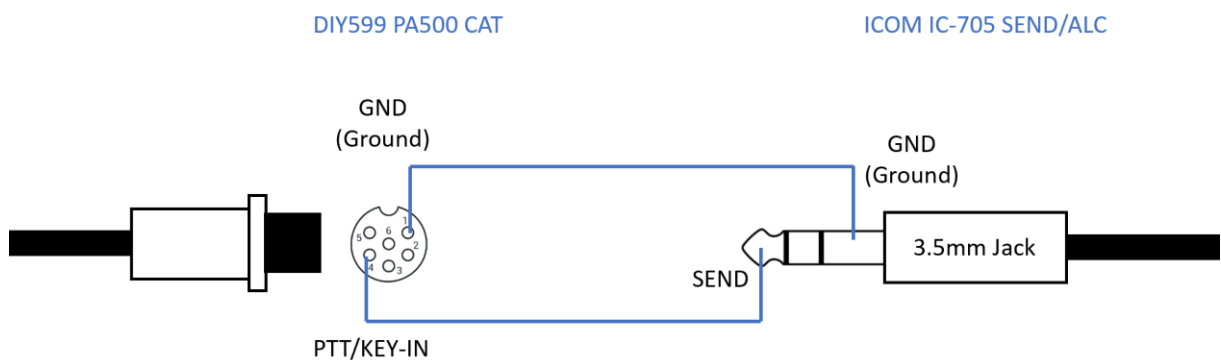 DIY599 PA500 CAT
ICOM IC-705 SEND/ALC
GND
(Ground)
GND
(Ground)
1
5
6
2
4
3
3.5mm Jack
SEND
PTT/KEY-IN